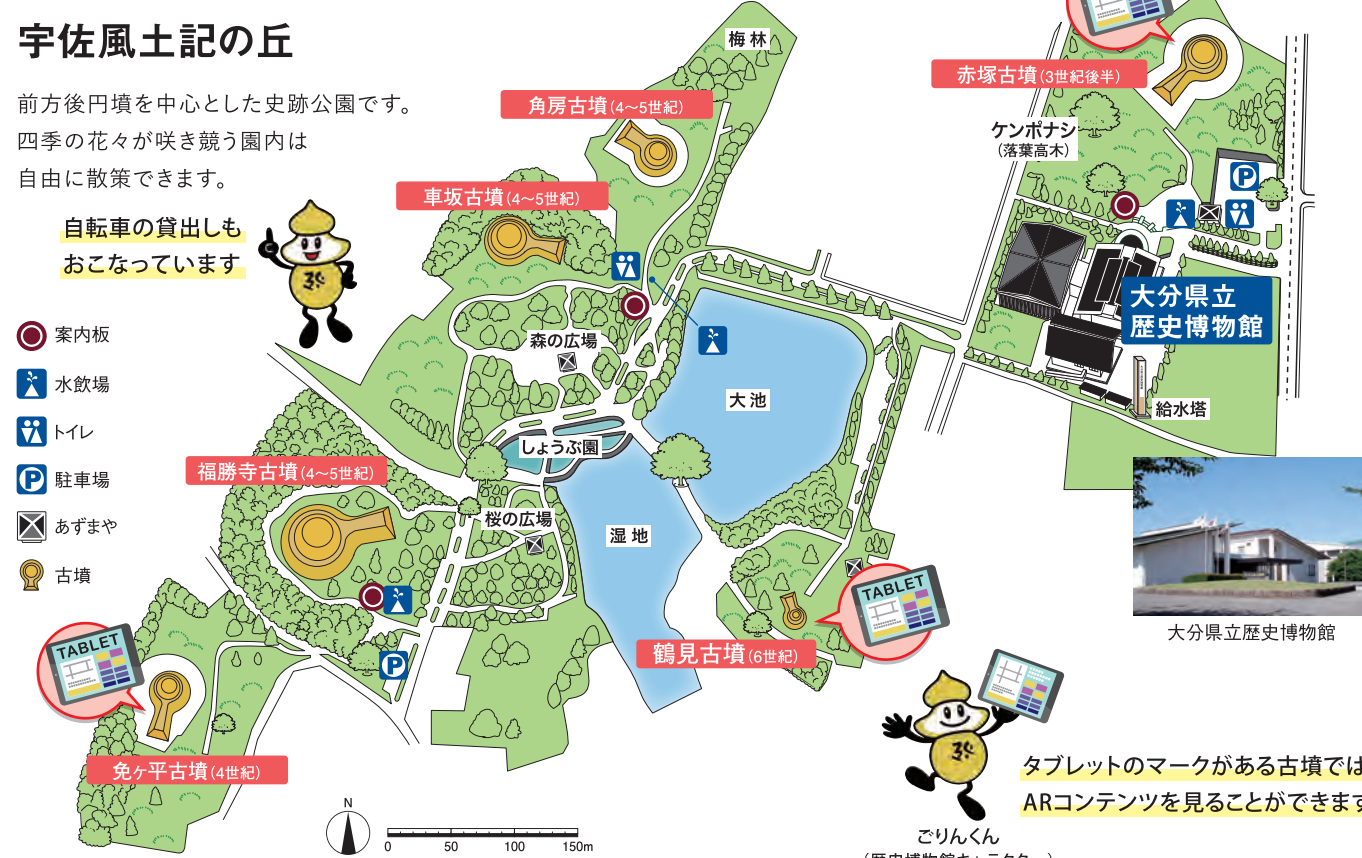 宇佐風土記の丘
前方後円墳を中心とした史跡公園です。
四季の花々が咲き競う園内は
自由に散策できます。
自転車の貸出しも
おこなっています
案内板
水飲場
トイレ
P
駐車場
あずまや
古墳
梅林
角房古墳(4〜5世紀)
車坂古墳(4〜5世紀)
赤塚古墳(3世紀後半)
ケンポナシ
(落葉高木)
P
大分県立
歴史博物館
給水塔
大分県立歴史博物館
森の広場
大池
しょうぶ園
福勝寺古墳(4〜5世紀)
桜の広場
湿地
TABLET
鶴見古墳(6世紀)
P
TABLET
免ヶ平古墳(4世紀)
N
0 50 100 150m
タブレットのマークがある古墳では
ARコンテンツを見ることができます
ごりんくん